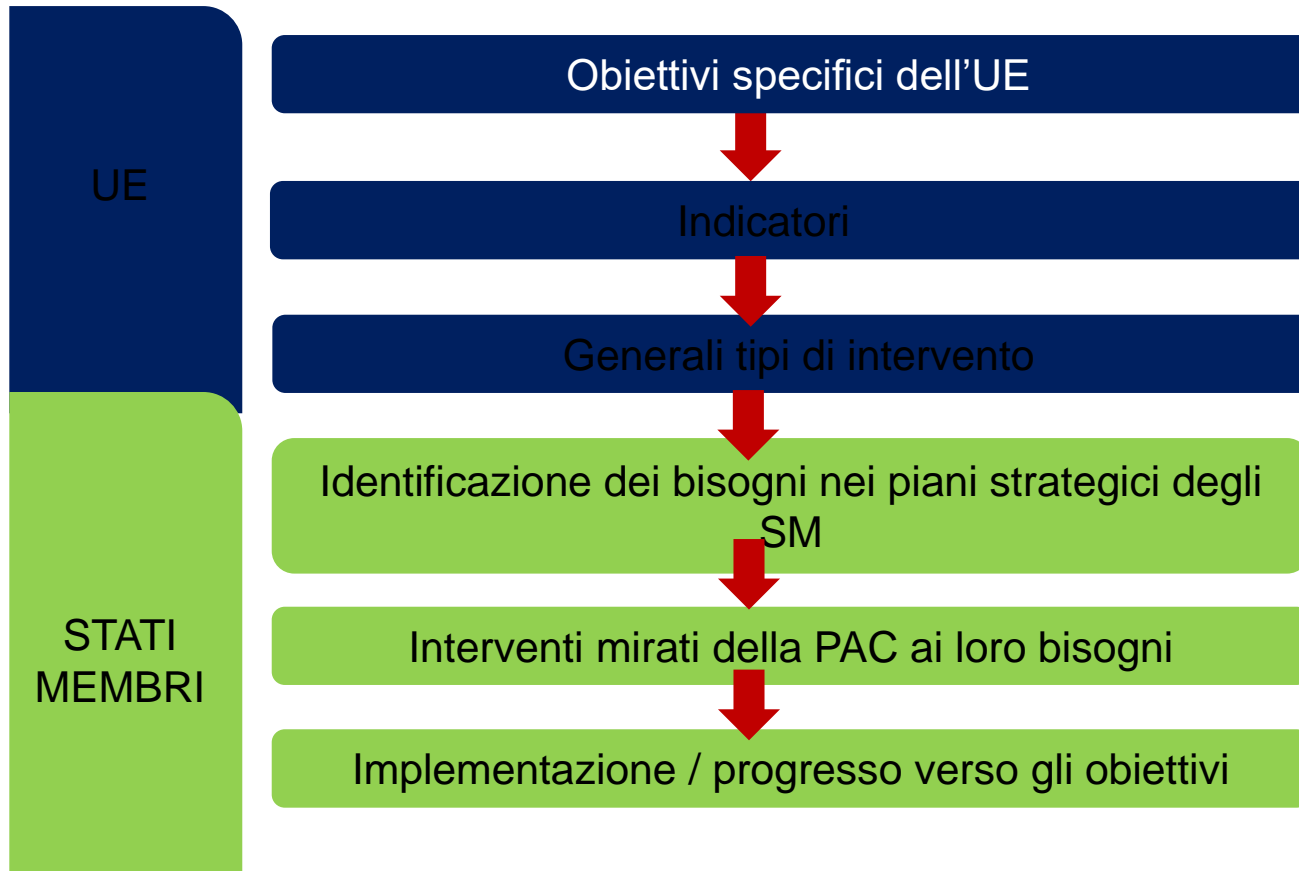 UE
Obiettivi specifici dell’UE
Indicatori
Generali tipi di intervento
STATI
MEMBRI
Identificazione dei bisogni nei piani strategici degli
SM
Interventi mirati della PAC ai loro bisogni
Implementazione / progresso verso gli obiettivi